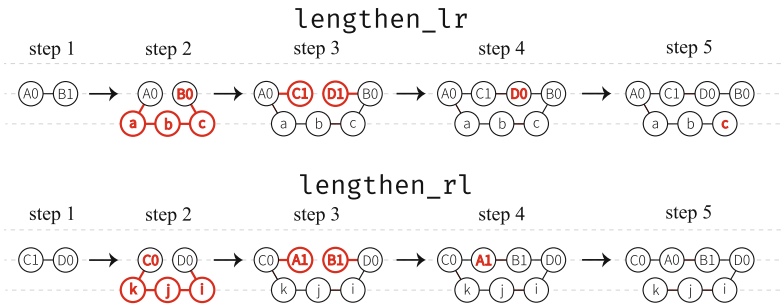 lengthen_lr
step 1 step 2 step 3 step 4 step 5
A0 B1 A0 B0 A0 C1 D1 B0 A0 C1 D0 B0 A0 C1 D0 B0
a b c a b c a b c a b c
lengthen_rl
step 1 step 2 step 3 step 4 step 5
C1 D0 C0 D0 C0 A1 B1 D0 C0 A1 B1 D0 C0 A0 B1 D0
k j i k j i k j i k j i